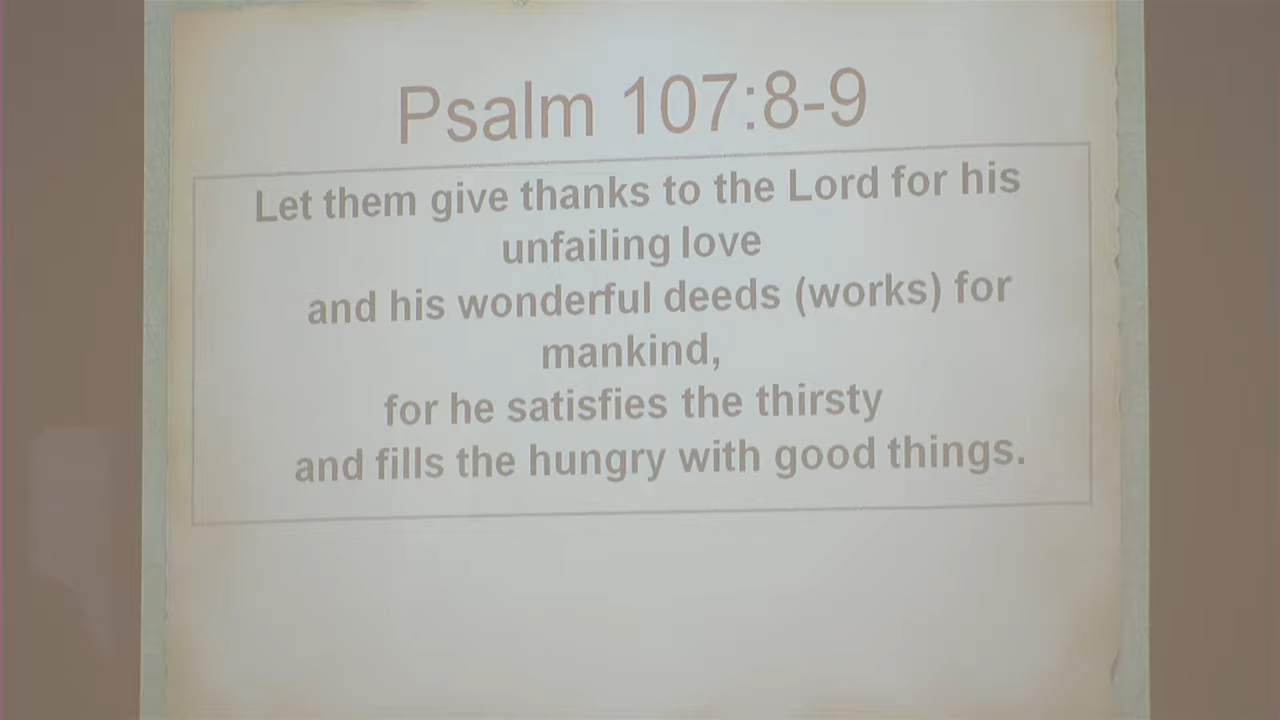 Psalm 107:8-9
Let them give thanks to the Lord for his
unfailing love
and his wonderful deeds (works) for
mankind,
for he satisfies the thirsty
and fills the hungry with good things.